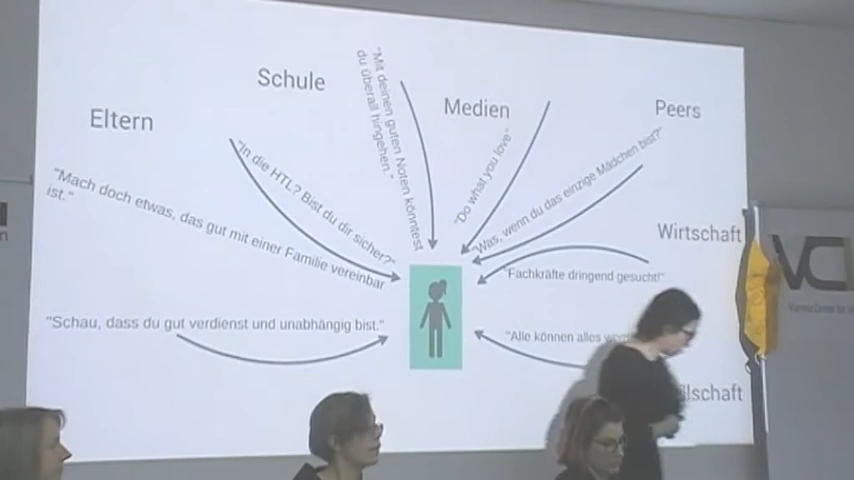 Schule
Medien
Peers
Eltern
"Mit deinen guten Noten könntest
du überall hingehen."
"In die HTL? Bist du dir sicher?"
"Do what you love"
"Was, wenn du das einzige Mädchen bist?"
"Mach doch etwas, das gut mit einer Familie vereinbar
ist."
Wirtschaft
"Fachkräfte dringend gesucht!"
"Schau, dass du gut verdienst und unabhängig bist."
"Alle können alles
llschaft
VC